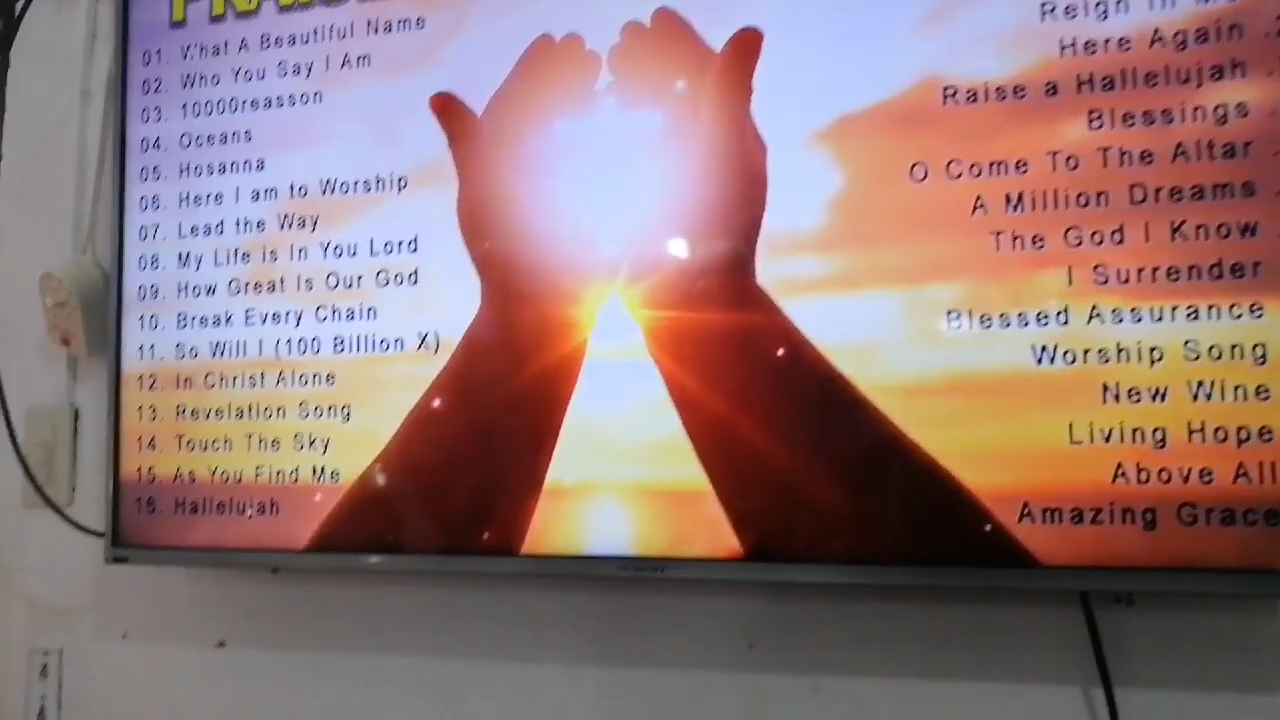 01. What A Beautiful Name
02. Who You Say I Am
03. 10000reasson
04. Oceans
05. Hosanna
06. Here I am to Worship
07. Lead the Way
08. My Life is In You Lord
09. How Great Is Our God
10. Break Every Chain
11. So Will I (100 Billion X)
12. In Christ Alone
13. Revelation Song
14. Touch The Sky
15. As You Find Me
16. Hallelujah
Reign In
Here Again
Raise a Hallelujah
Blessings
O Come To The Altar
A Million Dreams
The God I Know
I Surrender
Blessed Assurance
Worship Song
New Wine
Living Hope
Above All
Amazing Grace